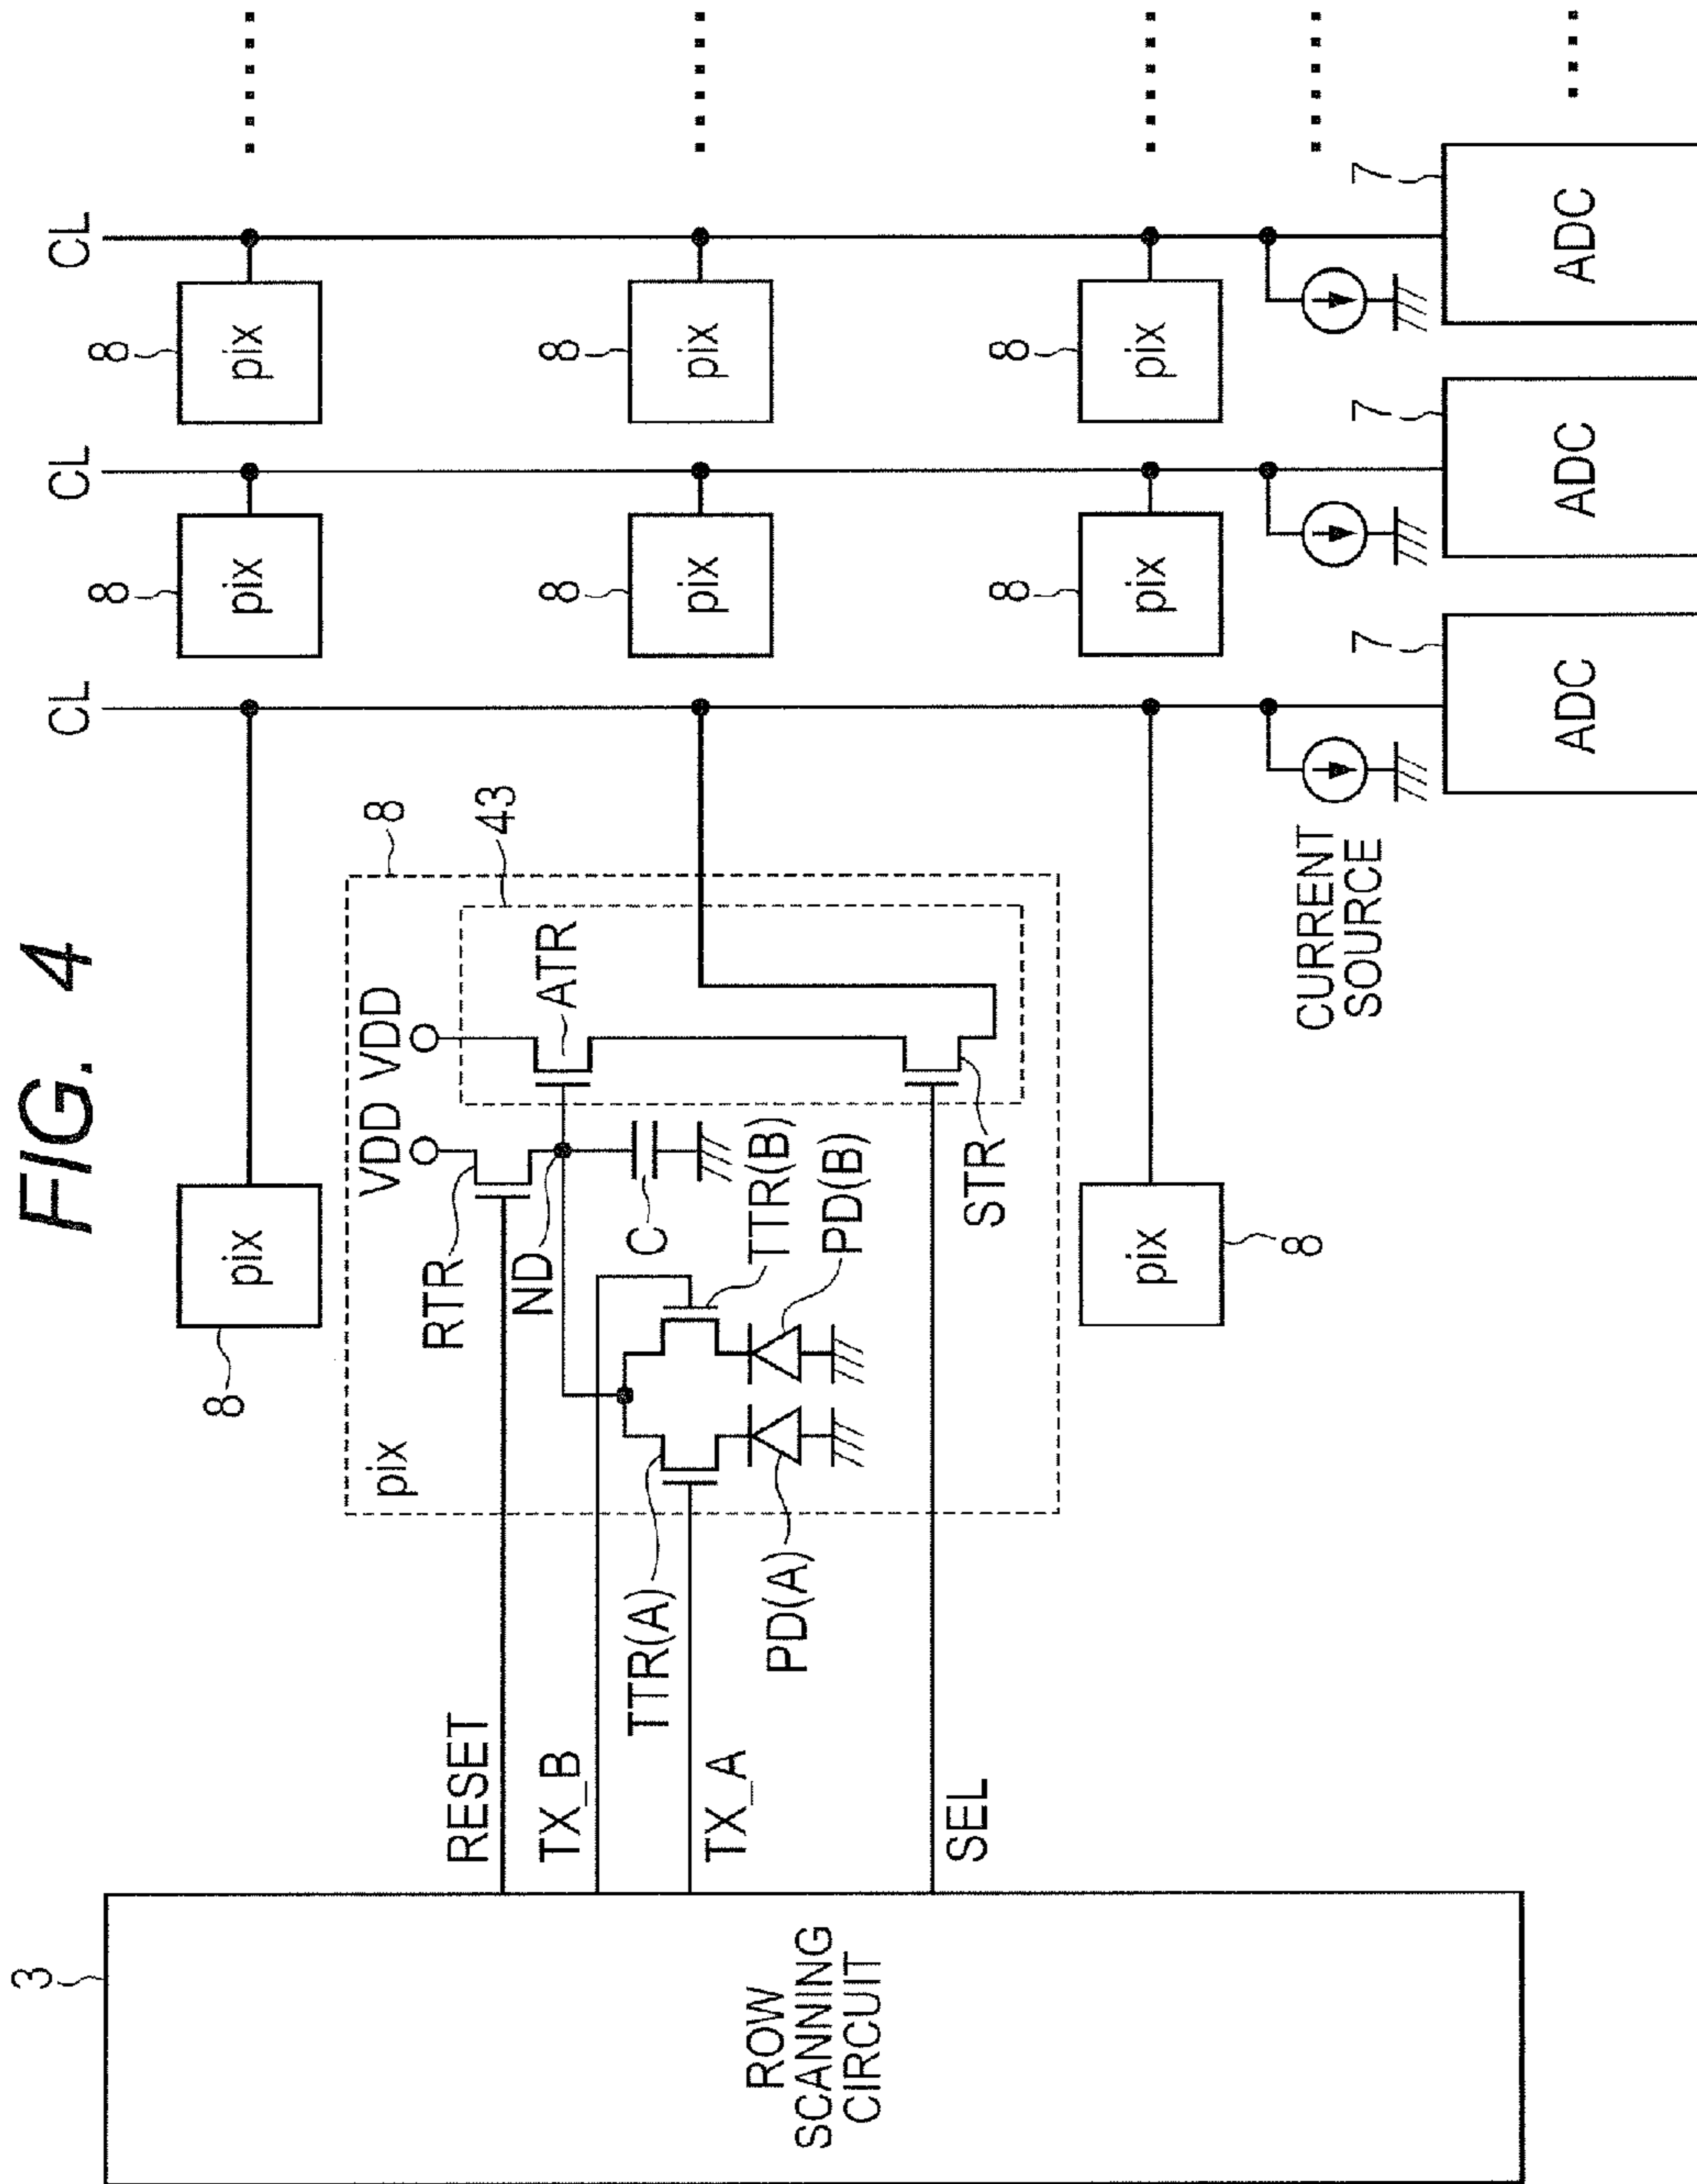 FIG. 4
3
ROW
SCANNING
CIRCUIT
RESET
TX_B
TX_A
SEL
8
pix
pix
8
43
VDD
VDD
RTR
ND
C
ATR
TTR(A)
TTR(B)
PD(A)
PD(B)
STR
pix
8
CL
CL
CL
8
pix
8
pix
8
pix
8
pix
8
pix
8
pix
CURRENT
SOURCE
7
ADC
7
ADC
7
ADC